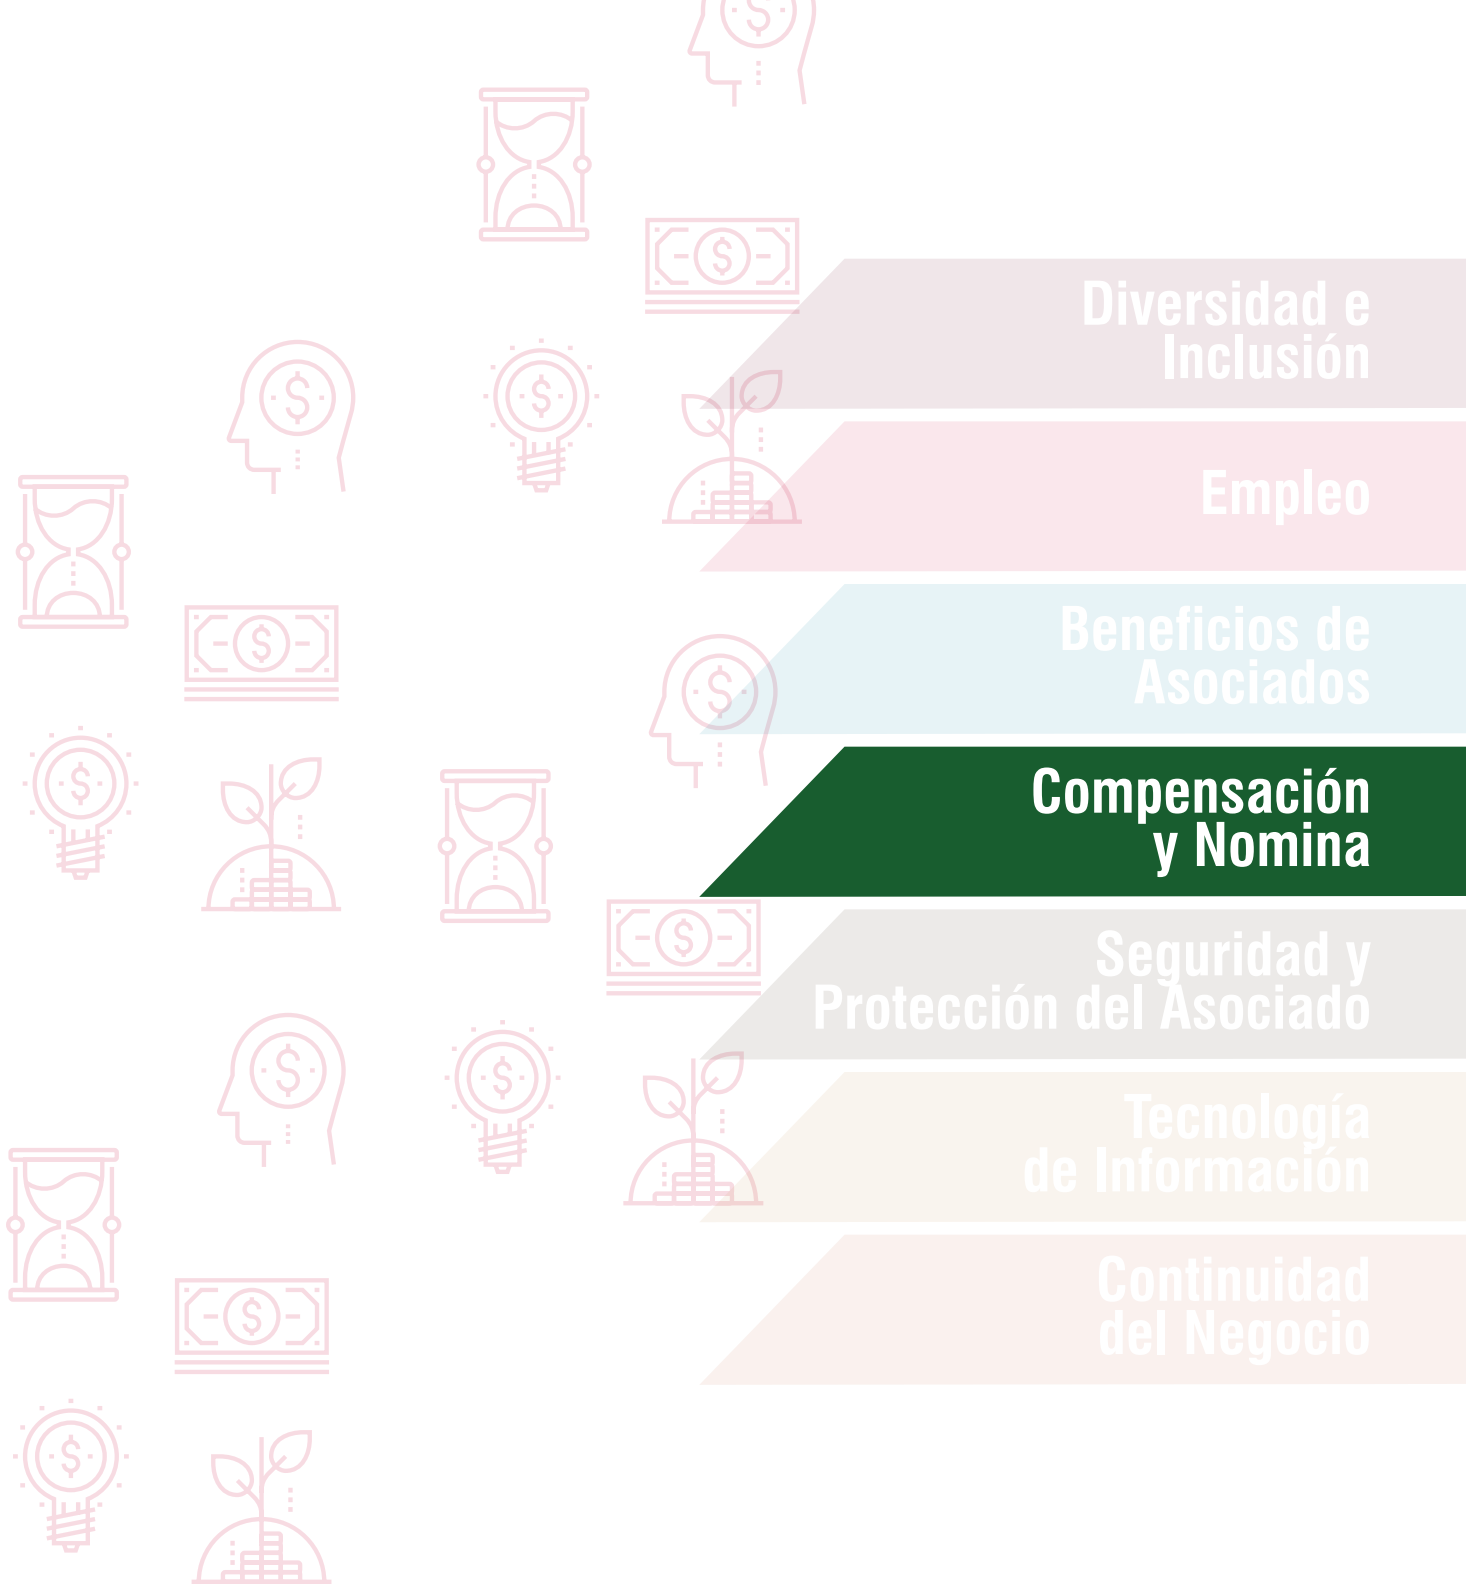 Diversidad e
Inclusión
Empleo
Beneficios de
Asociados
Compensación
y Nomina
Seguridad y
Protección del Asociado
Tecnología
de Información
Continuidad
del Negocio